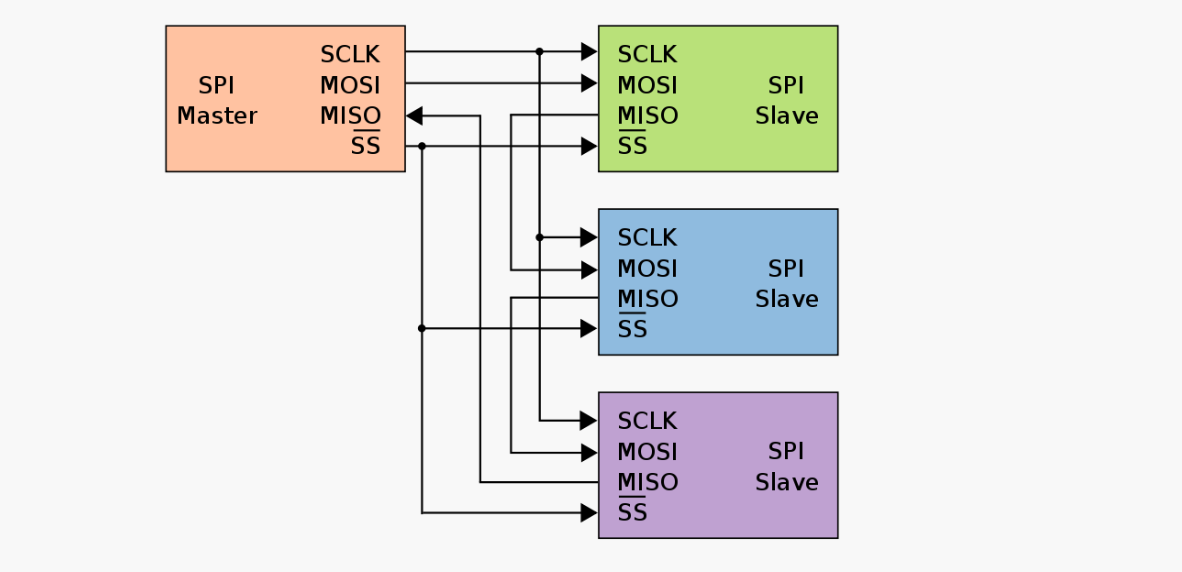 SCLK
SPI MOSI
Master MISO
SS
SCLK
MOSI SPI
MISO Slave
SS
SCLK
MOSI SPI
MISO Slave
SS
SCLK
MOSI SPI
MISO Slave
SS